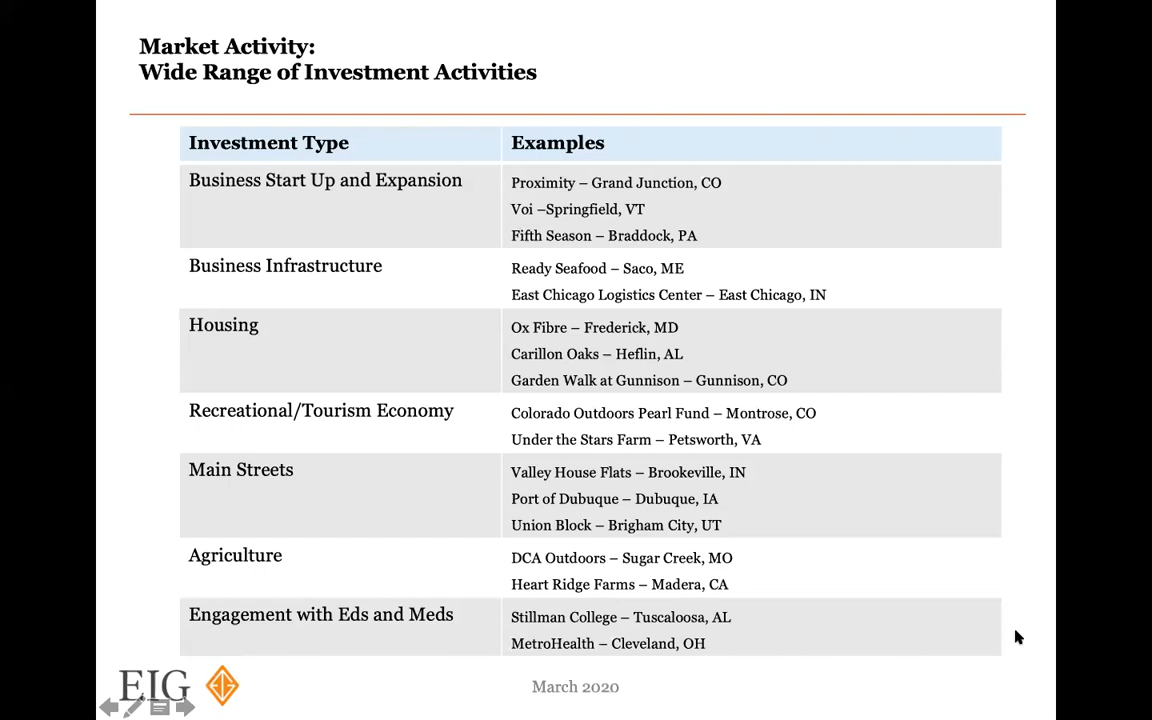 Market Activity:
Wide Range of Investment Activities
Investment Type
Examples
Business Start Up and Expansion
Proximity – Grand Junction, CO
Voi –Springfield, VT
Fifth Season – Braddock, PA
Business Infrastructure
Ready Seafood – Saco, ME
East Chicago Logistics Center – East Chicago, IN
Housing
Ox Fibre – Frederick, MD
Carillon Oaks – Heflin, AL
Garden Walk at Gunnison – Gunnison, CO
Recreational/Tourism Economy
Colorado Outdoors Pearl Fund – Montrose, CO
Under the Stars Farm – Petsworth, VA
Main Streets
Valley House Flats – Brookeville, IN
Port of Dubuque – Dubuque, IA
Union Block – Brigham City, UT
Agriculture
DCA Outdoors – Sugar Creek, MO
Heart Ridge Farms – Madera, CA
Engagement with Eds and Meds
Stillman College – Tuscaloosa, AL
MetroHealth – Cleveland, OH
EIG
March 2020